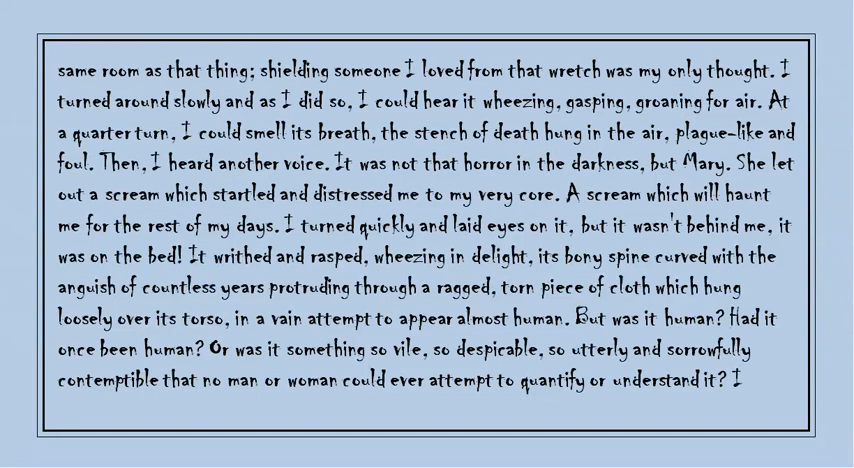 same room as that thing; shielding someone I loved from that wretch was my only thought. I
turned around slowly and as I did so, I could hear it wheezing, gasping, groaning for air. At
a quarter turn, I could smell its breath, the stench of death hung in the air, plague-like and
foul. Then, I heard another voice. It was not that horror in the darkness, but Mary. She let
out a scream which startled and distressed me to my very core. A scream which will haunt
me for the rest of my days. I turned quickly and laid eyes on it, but it wasn't behind me, it
was on the bed! It writhed and rasped, wheezing in delight, its bony spine curved with the
anguish of countless years protruding through a ragged, torn piece of cloth which hung
loosely over its torso, in a vain attempt to appear almost human. But was it human? Had it
once been human? Or was it something so vile, so despicable, so utterly and sorrowfully
contemptible that no man or woman could ever attempt to quantify or understand it? I